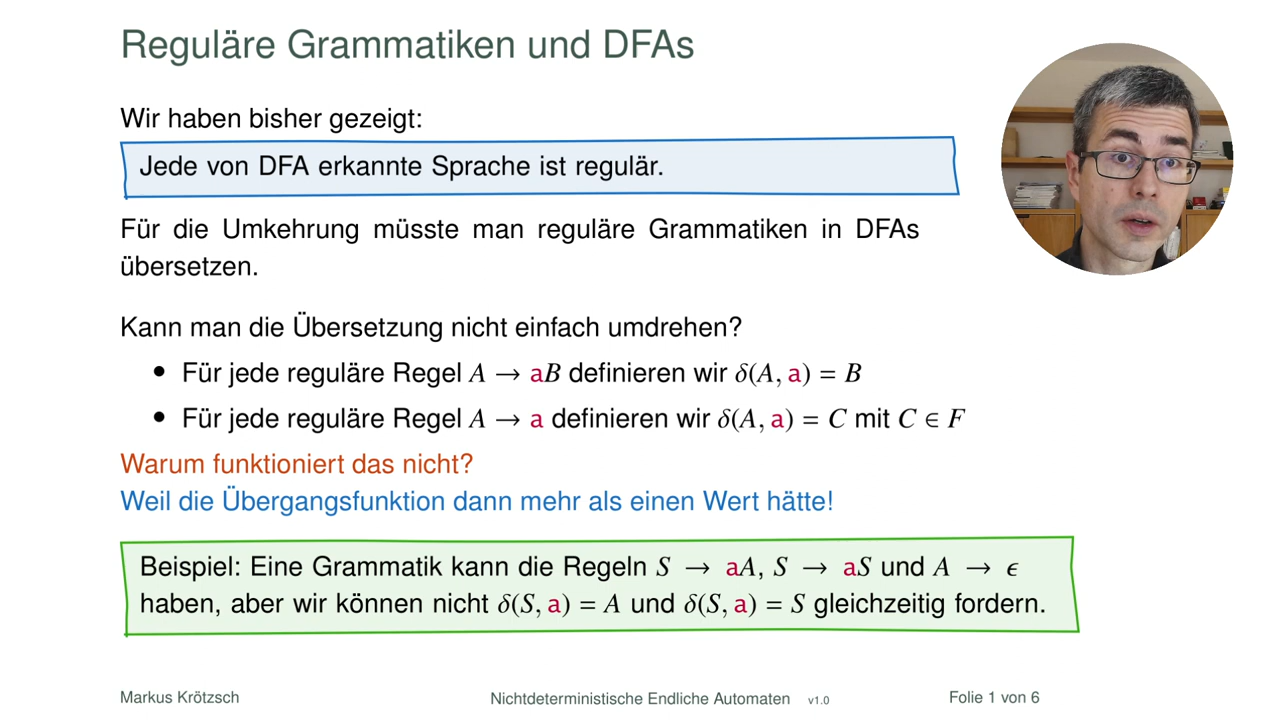 Reguläre Grammatiken und DFAs
Wir haben bisher gezeigt:
Jede von DFA erkannte Sprache ist regulär.
Für die Umkehrung müsste man reguläre Grammatiken in DFAs
übersetzen.
Kann man die Übersetzung nicht einfach umdrehen?
• Für jede reguläre Regel A → aB definieren wir δ(A, a) = B
• Für jede reguläre Regel A → a definieren wir δ(A, a) = C mit C ∈ F
Warum funktioniert das nicht?
Weil die Übergangsfunktion dann mehr als einen Wert hätte!
Beispiel: Eine Grammatik kann die Regeln S → aA, S → aS und A → ϵ
haben, aber wir können nicht δ(S, a) = A und δ(S, a) = S gleichzeitig fordern.
Markus Krötzsch Nichtdeterministische Endliche Automaten v1.0 Folie 1 von 6